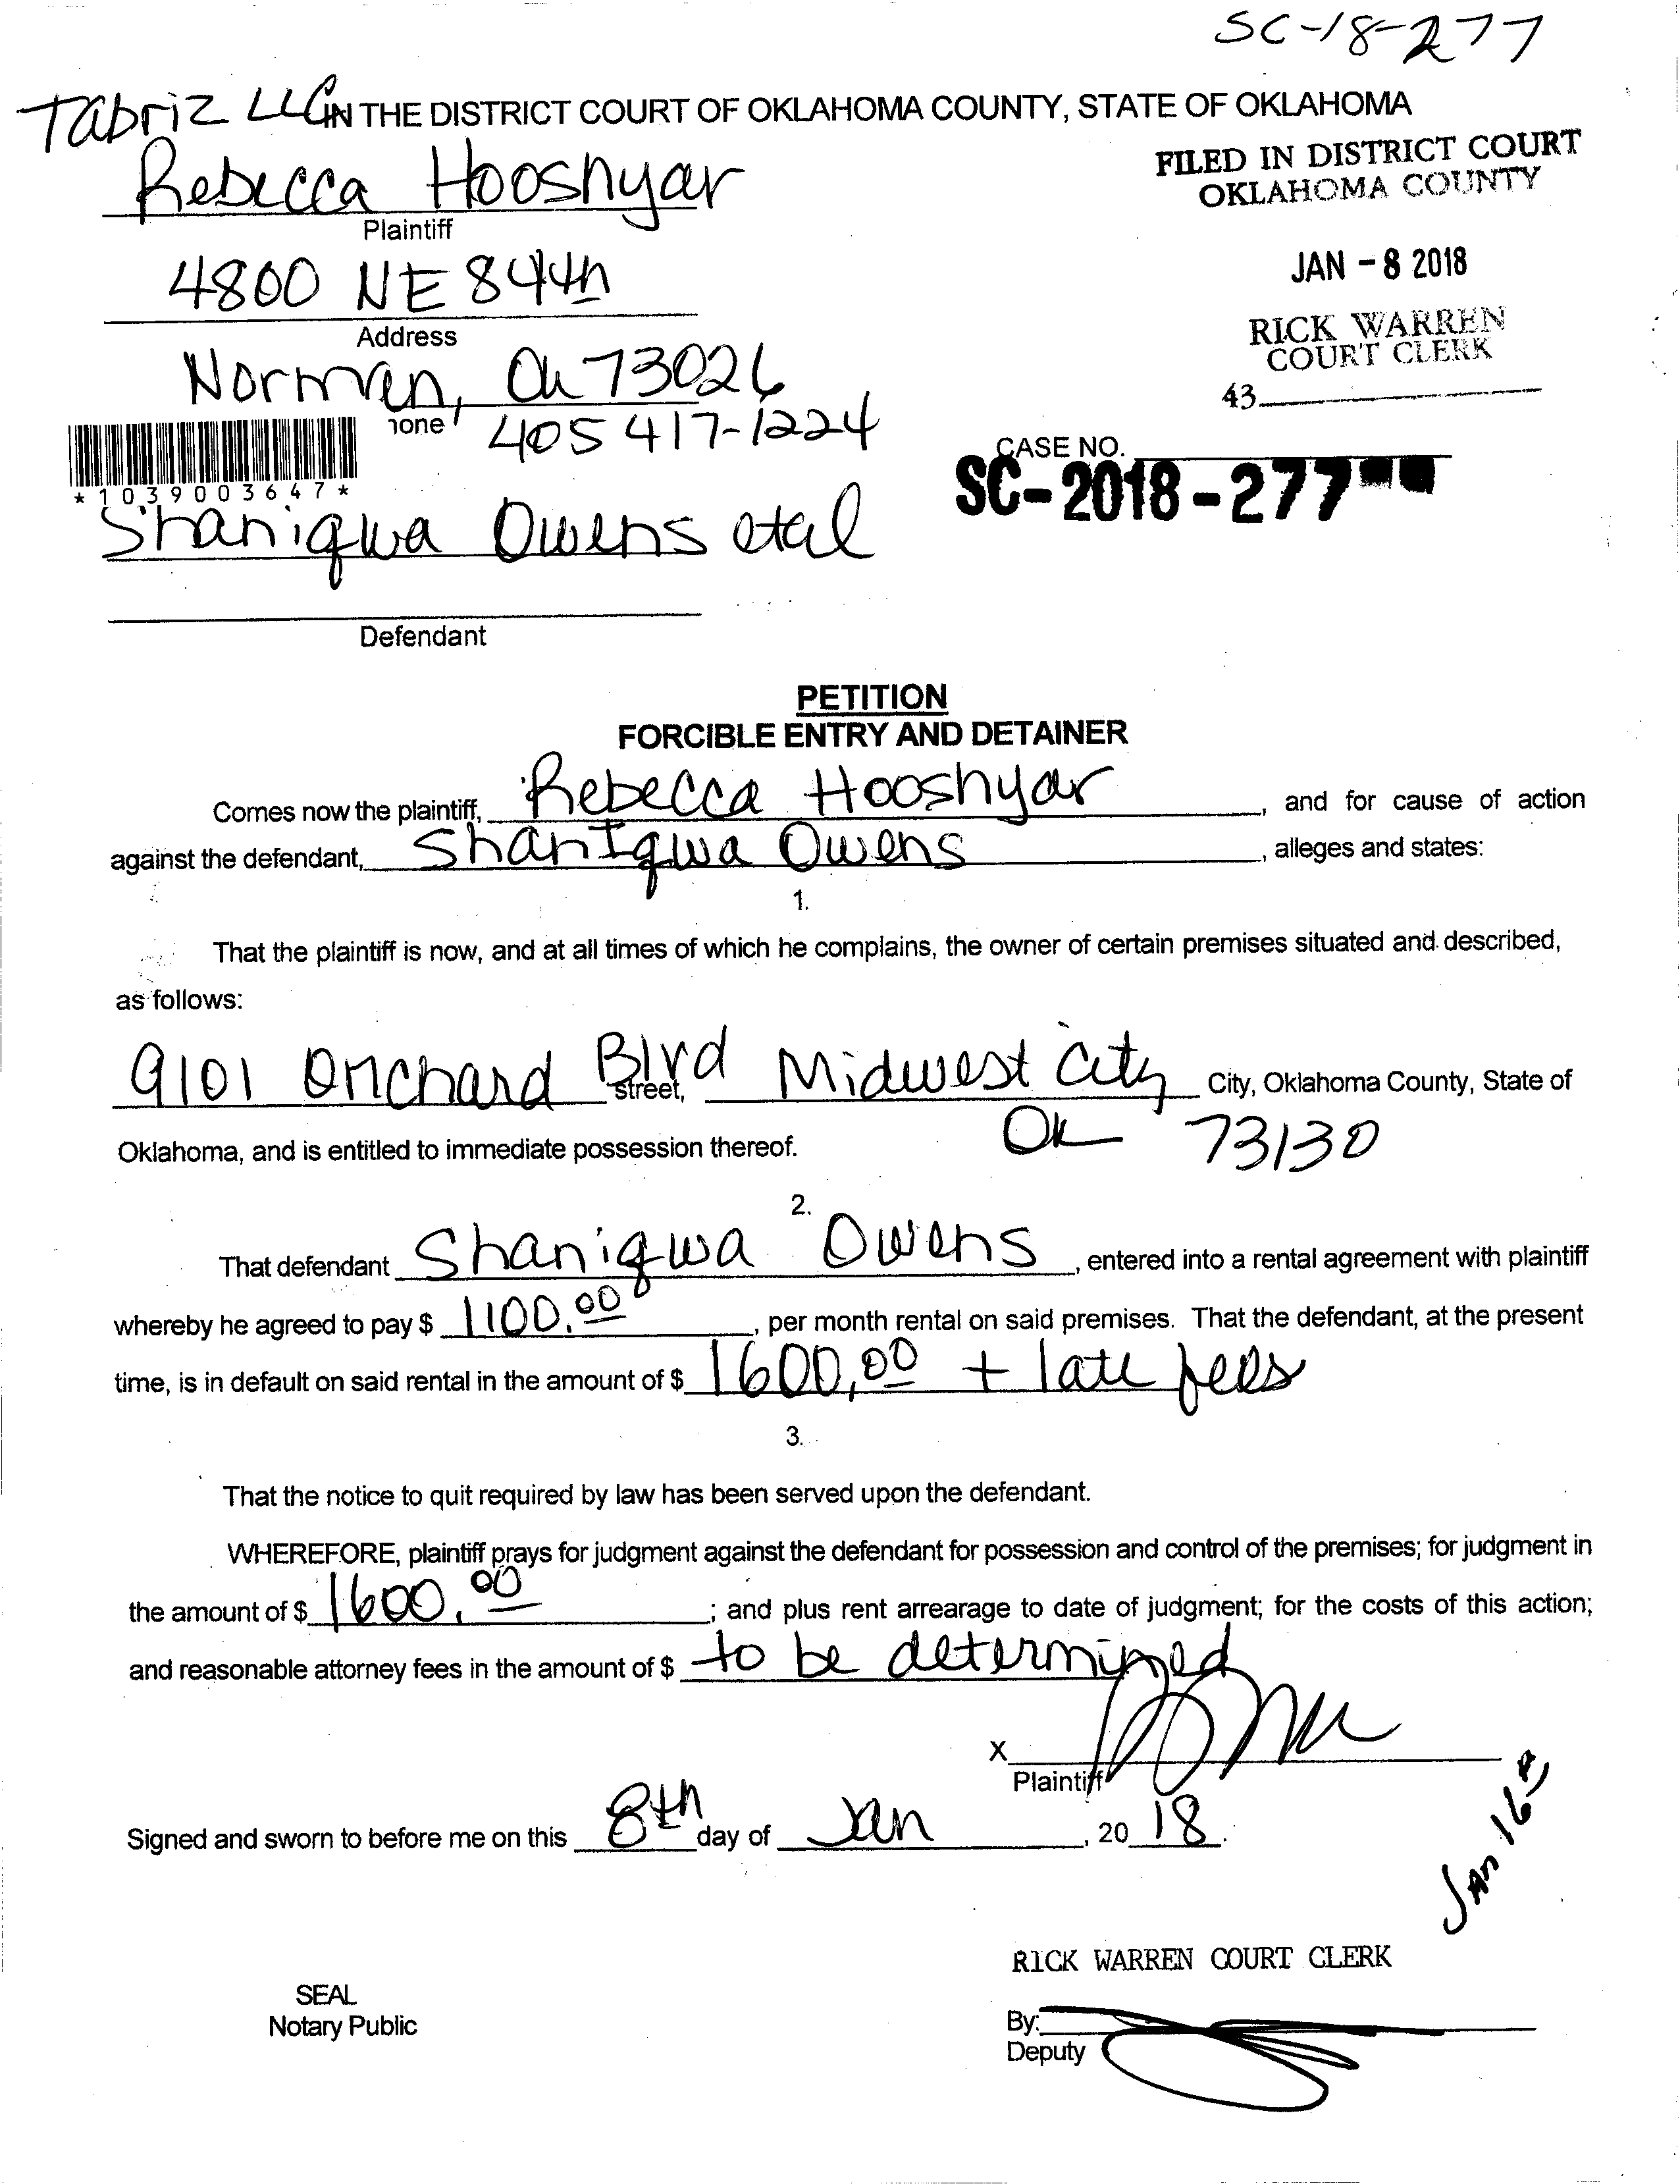 SC-18-277
Tabriz LLC IN THE DISTRICT COURT OF OKLAHOMA COUNTY, STATE OF OKLAHOMA
FILED IN DISTRICT COURT
OKLAHOMA COUNTY
Rebecca Hooshyar
Plaintiff
JAN - 8 2018
4800 NE 84th
Address
RICK WARREN
COURT CLERK
Norman, Ok 73026
43
hone 405 417-1224
CASE NO.
SC-2018-277
*1039003647*
Shaniqwa Owens etal
Defendant
PETITION
FORCIBLE ENTRY AND DETAINER
Comes now the plaintiff, Rebecca Hooshyar, and for cause of action
against the defendant, ShanIqwa Owens, alleges and states:
1.
That the plaintiff is now, and at all times of which he complains, the owner of certain premises situated and described,
as follows:
9101 Orchard Blvd Street, Midwest City City, Oklahoma County, State of
Oklahoma, and is entitled to immediate possession thereof. Ok 73130
2.
That defendant Shaniqwa Owens, entered into a rental agreement with plaintiff
whereby he agreed to pay $ 1100.00, per month rental on said premises. That the defendant, at the present
time, is in default on said rental in the amount of $ 1600.00 + late fees
3.
That the notice to quit required by law has been served upon the defendant.
WHEREFORE, plaintiff prays for judgment against the defendant for possession and control of the premises; for judgment in
the amount of $ 1600.00; and plus rent arrearage to date of judgment; for the costs of this action;
and reasonable attorney fees in the amount of $ to be determined
X
Plaintiff
Signed and sworn to before me on this 8th day of Jan, 20 18.
Jan 16
RICK WARREN COURT CLERK
SEAL
Notary Public
By:
Deputy